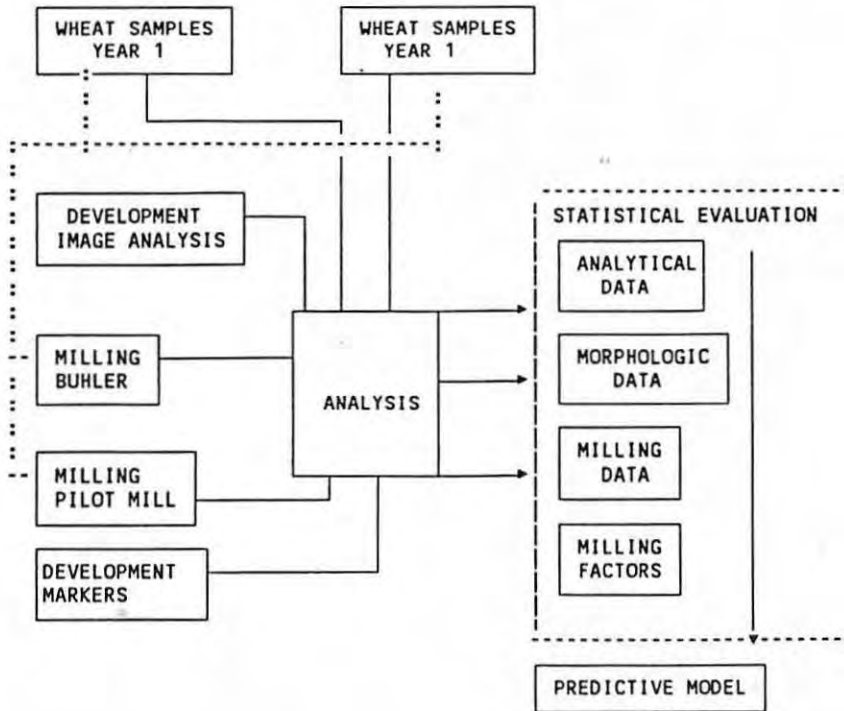 WHEAT SAMPLES
YEAR 1
WHEAT SAMPLES
YEAR 1
DEVELOPMENT
IMAGE ANALYSIS
MILLING
BUHLER
MILLING
PILOT MILL
DEVELOPMENT
MARKERS
ANALYSIS
STATISTICAL EVALUATION
ANALYTICAL
DATA
MORPHOLOGIC
DATA
MILLING
DATA
MILLING
FACTORS
PREDICTIVE MODEL